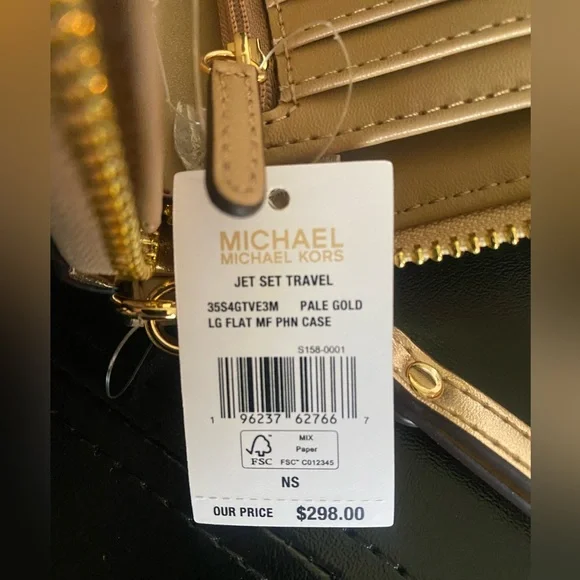 MICHAEL
MICHAEL KORS
JET SET TRAVEL
35S4GTVE3M PALE GOLD
LG FLAT MF PHN CASE
S158-0001
1 96237 62766 7
FSC
MIX
Paper
FSC™ C012345
NS
OUR PRICE $298.00